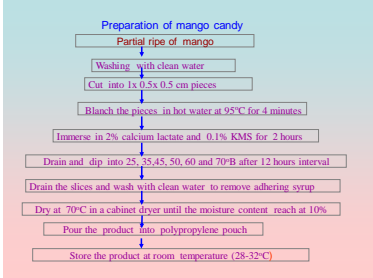 Preparation of mango candy
Partial ripe of mango
Washing with clean water
Cut into 1x 0.5x 0.5 cm pieces
Blanch the pieces in hot water at 95°C for 4 minutes
Immerse in 2% calcium lactate and 0.1% KMS for 2 hours
Drain and dip into 25, 35,45, 50, 60 and 70°B after 12 hours interval
Drain the slices and wash with clean water to remove adhering syrup
Dry at 70°C in a cabinet dryer until the moisture content reach at 10%
Pour the product into polypropylene pouch
Store the product at room temperature (28-32°C)